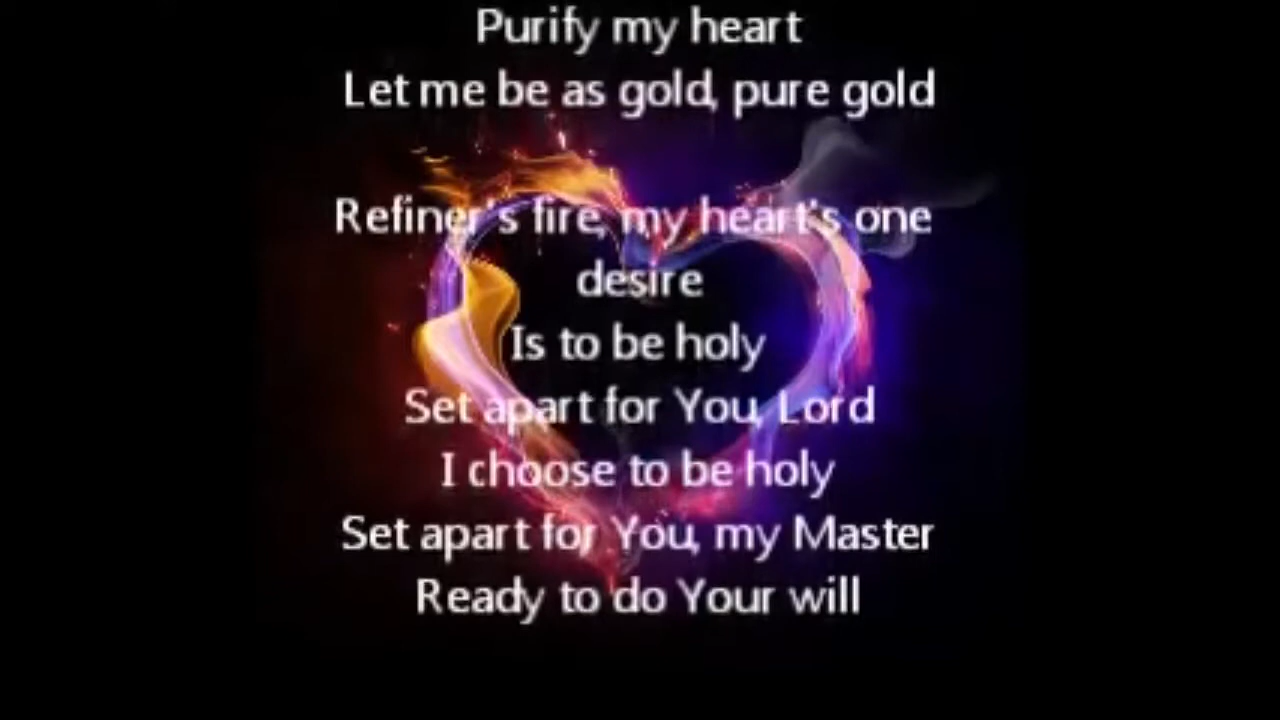 Purify my heart
Let me be as gold, pure gold
Refiner's fire, my heart's one
desire
Is to be holy
Set apart for You, Lord
I choose to be holy
Set apart for You, my Master
Ready to do Your will